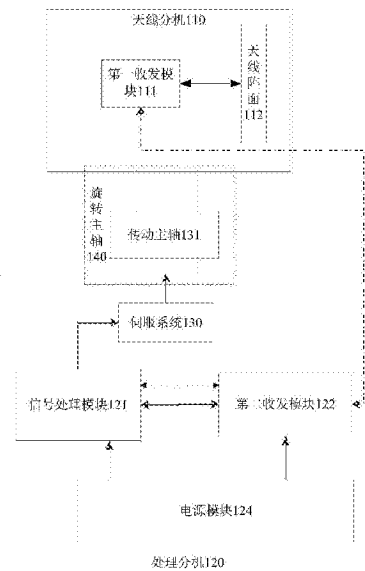 天线分机110
第一收发模
块111
天线阵面112
旋转主轴140
传动主轴131
伺服系统130
信号处理模块121
第二收发模块122
电源模块124
处理分机120